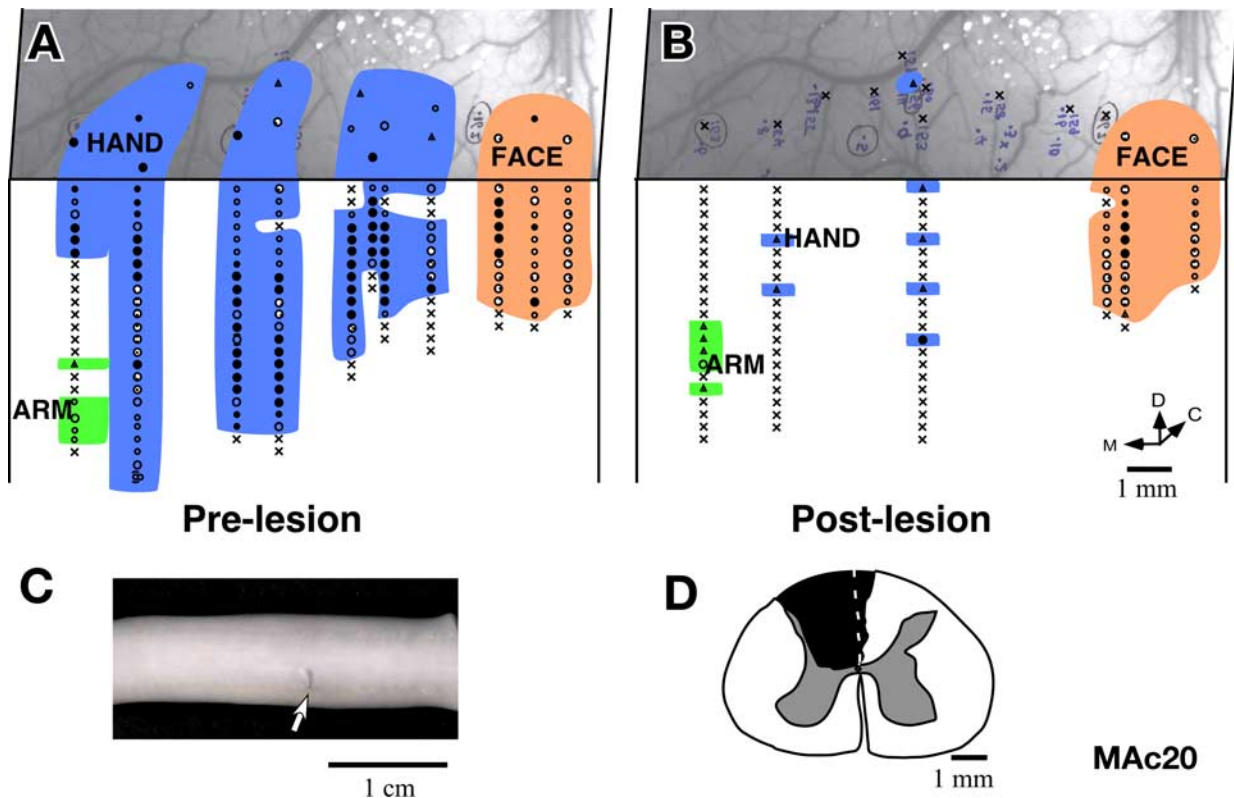 A
HAND
FACE
ARM
Pre-lesion
B
HAND
FACE
ARM
D
C
M
1 mm
Post-lesion
C
1 cm
D
1 mm
MAc20